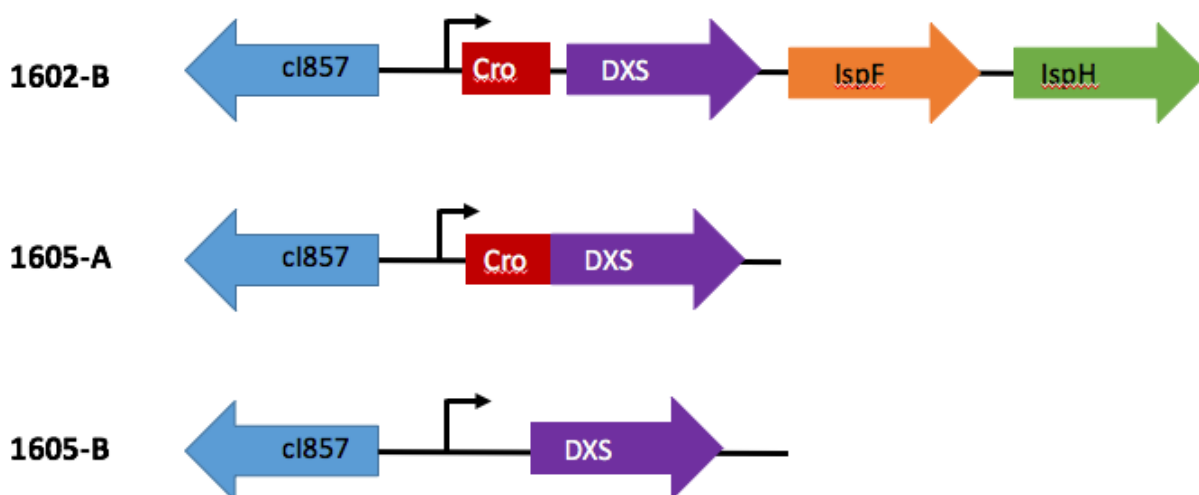 1602-B cI857 Cro DXS IspF IspH
1605-A cI857 Cro DXS
1605-B cI857 DXS